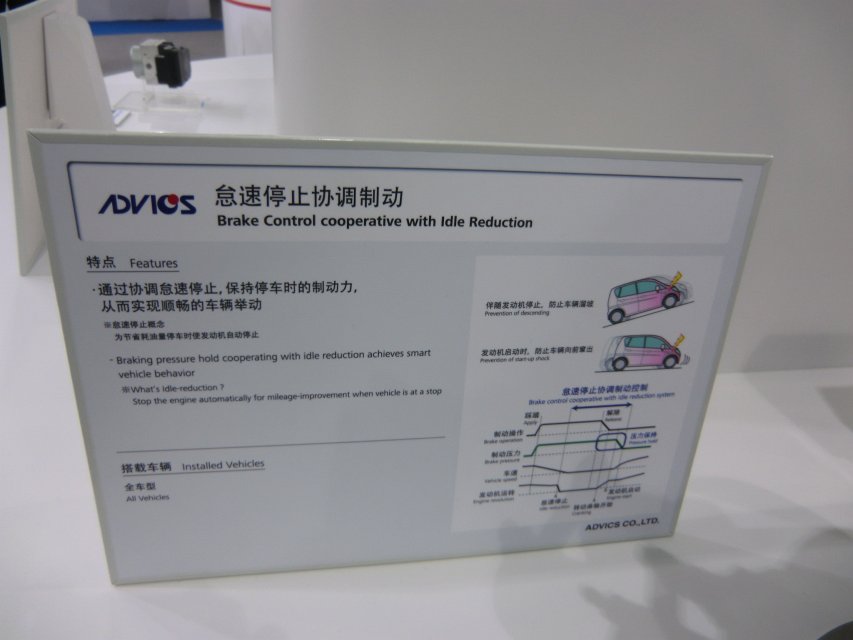 ADVICS
怠速停止协调制动
Brake Control cooperative with Idle Reduction
特点 Features
·通过协调怠速停止,保持停车时的制动力,
从而实现顺畅的车辆举动
※怠速停止概念
为节省耗油量停车时使发动机自动停止
- Braking pressure hold cooperating with idle reduction achieves smart
vehicle behavior
※What's idle-reduction ?
Stop the engine automatically for mileage-improvement when vehicle is at a stop
搭载车辆 Installed Vehicles
全车型
All Vehicles
伴随发动机停止，防止车辆溜坡
Prevention of descending
发动机启动时，防止车辆向前窜出
Prevention of start-up shock
怠速停止协调制动控制
Brake control cooperative with idle reduction system
踩踏
Apply
解除
Release
制动操作
Brake operation
压力保持
Pressure hold
制动压力
Brake pressure
车速
Vehicle speed
发动机运转
Engine revolution
怠速停止
Idle reduction
Cranking
发动机启动
Engine start
ADVICS CO.,LTD.